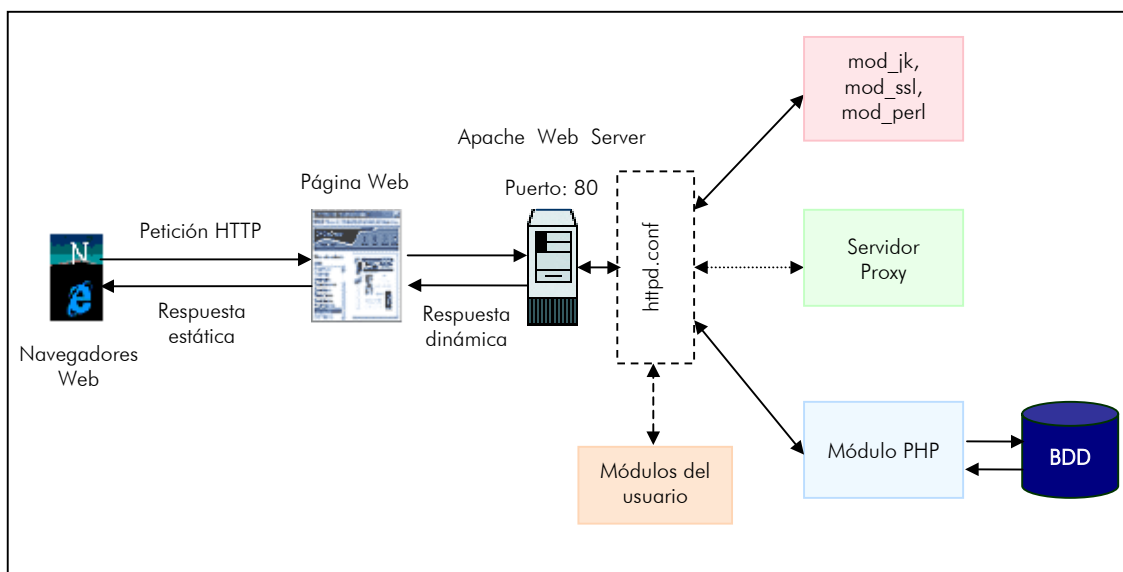 mod_jk,
mod_ssl,
mod_perl
Apache Web Server
Puerto: 80
Página Web
Petición HTTP
N
e
Respuesta
estática
Navegadores
Web
Respuesta
dinámica
httpd.conf
Servidor
Proxy
Módulos del
usuario
Módulo PHP
BDD